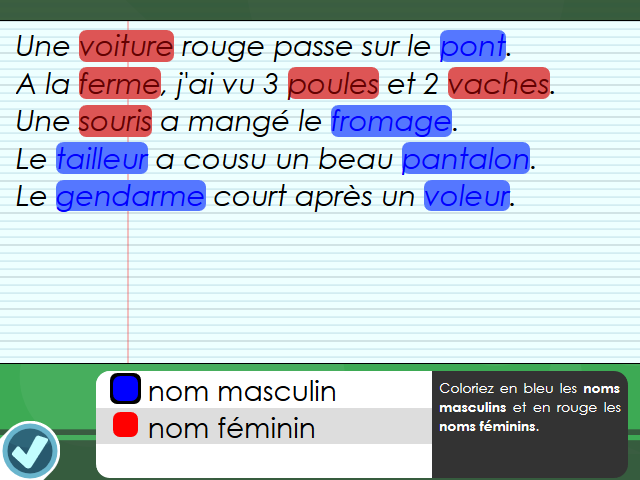 Une voiture rouge passe sur le pont.
A la ferme, j'ai vu 3 poules et 2 vaches.
Une souris a mangé le fromage.
Le tailleur a cousu un beau pantalon.
Le gendarme court après un voleur.
nom masculin
nom féminin
Coloriez en bleu les noms
masculins et en rouge les
noms féminins.